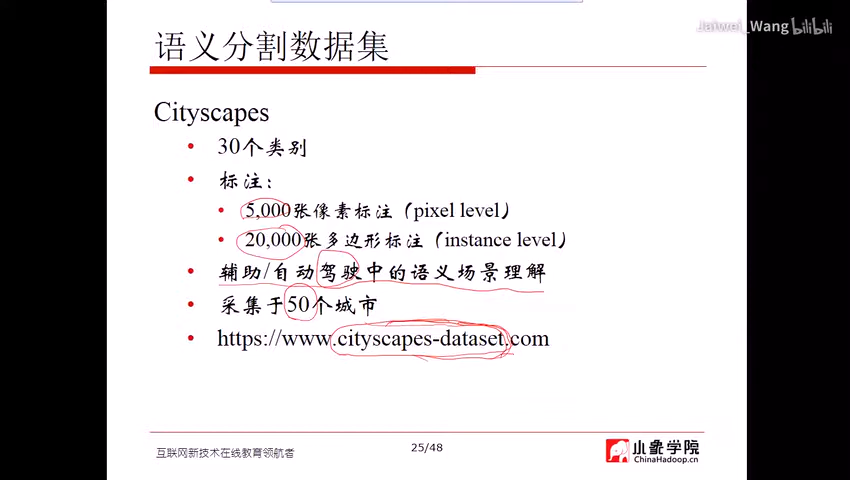 Jaiwei_Wang bilibili
语义分割数据集
Cityscapes
• 30个类别
• 标注：
• 5,000张像素标注（pixel level）
• 20,000张多边形标注（instance level）
• 辅助/自动驾驶中的语义场景理解
• 采集于50个城市
• https://www.cityscapes-dataset.com
互联网新技术在线教育领航者
25/48
小象学院
ChinaHadoop.cn